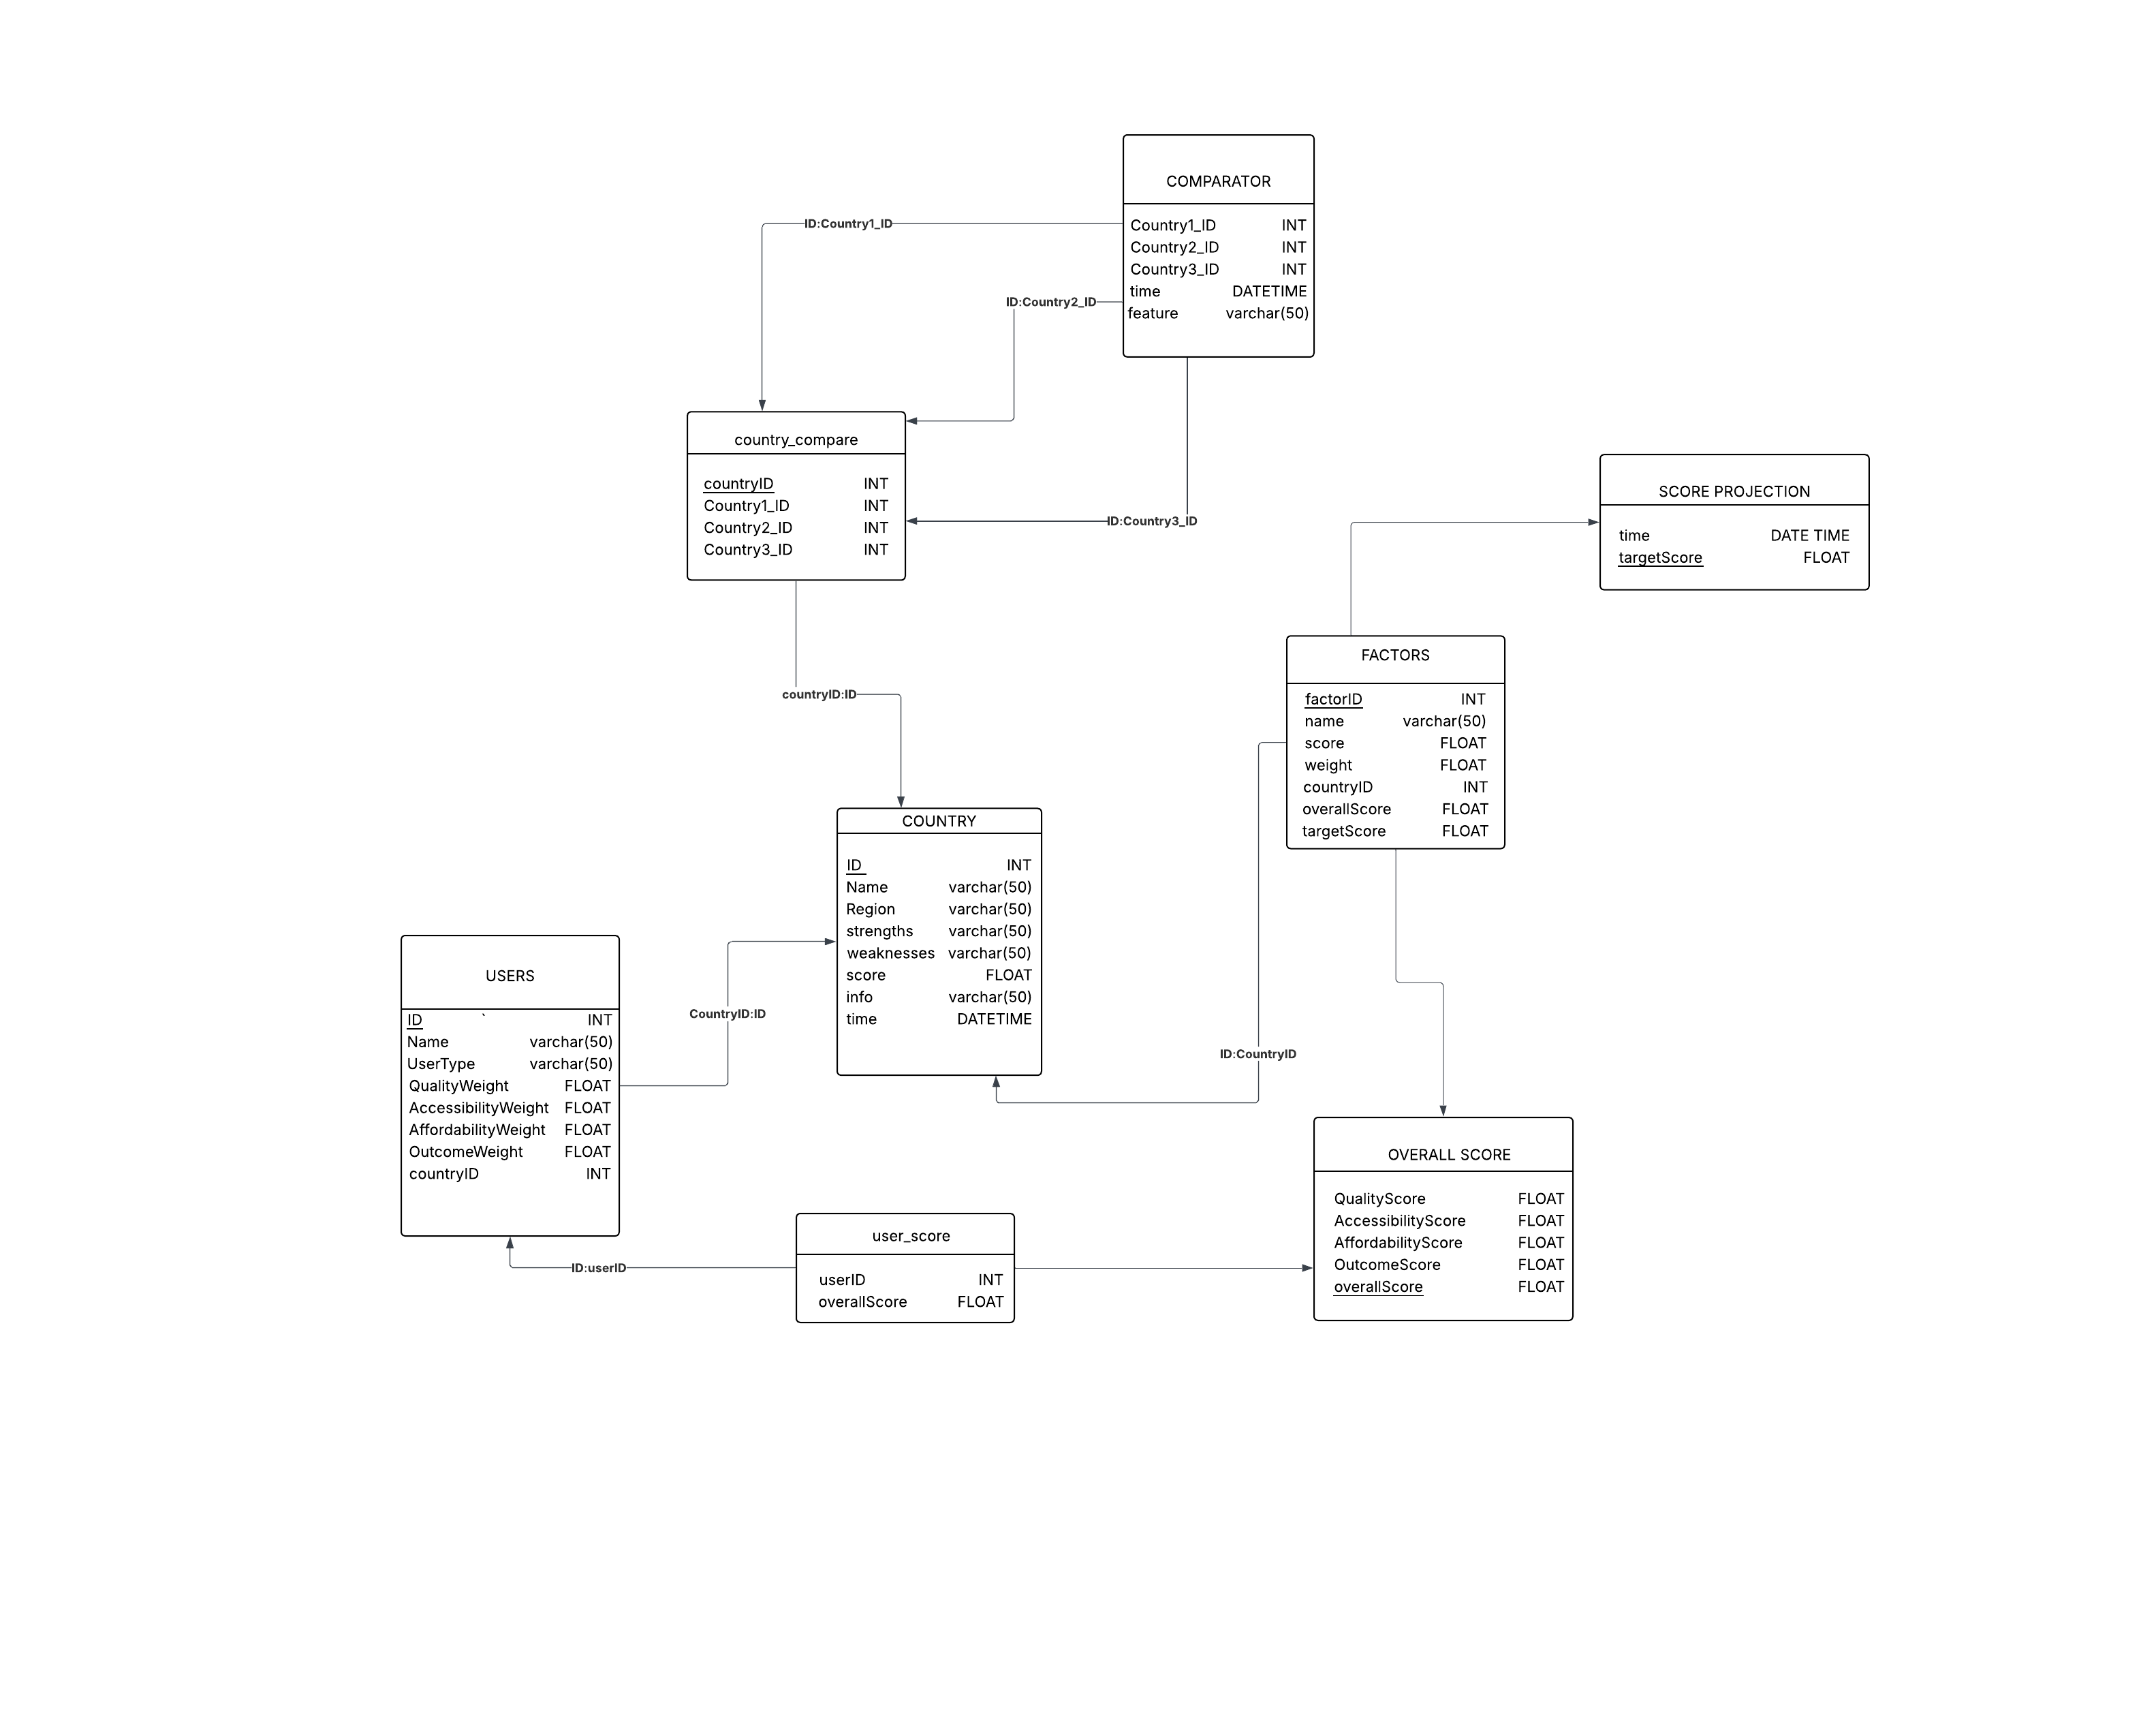 COMPARATOR
Country1_ID INT
Country2_ID INT
Country3_ID INT
time DATETIME
feature varchar(50)
ID:Country1_ID
ID:Country2_ID
ID:Country3_ID
country_compare
countryID INT
Country1_ID INT
Country2_ID INT
Country3_ID INT
SCORE PROJECTION
time DATE TIME
targetScore FLOAT
countryID:ID
FACTORS
factorID INT
name varchar(50)
score FLOAT
weight FLOAT
countryID INT
overallScore FLOAT
targetScore FLOAT
COUNTRY
ID INT
Name varchar(50)
Region varchar(50)
strengths varchar(50)
weaknesses varchar(50)
score FLOAT
info varchar(50)
time DATETIME
USERS
ID ` INT
Name varchar(50)
UserType varchar(50)
QualityWeight FLOAT
AccessibilityWeight FLOAT
AffordabilityWeight FLOAT
OutcomeWeight FLOAT
countryID INT
CountryID:ID
ID:CountryID
OVERALL SCORE
QualityScore FLOAT
AccessibilityScore FLOAT
AffordabilityScore FLOAT
OutcomeScore FLOAT
overallScore FLOAT
user_score
userID INT
overallScore FLOAT
ID:userID